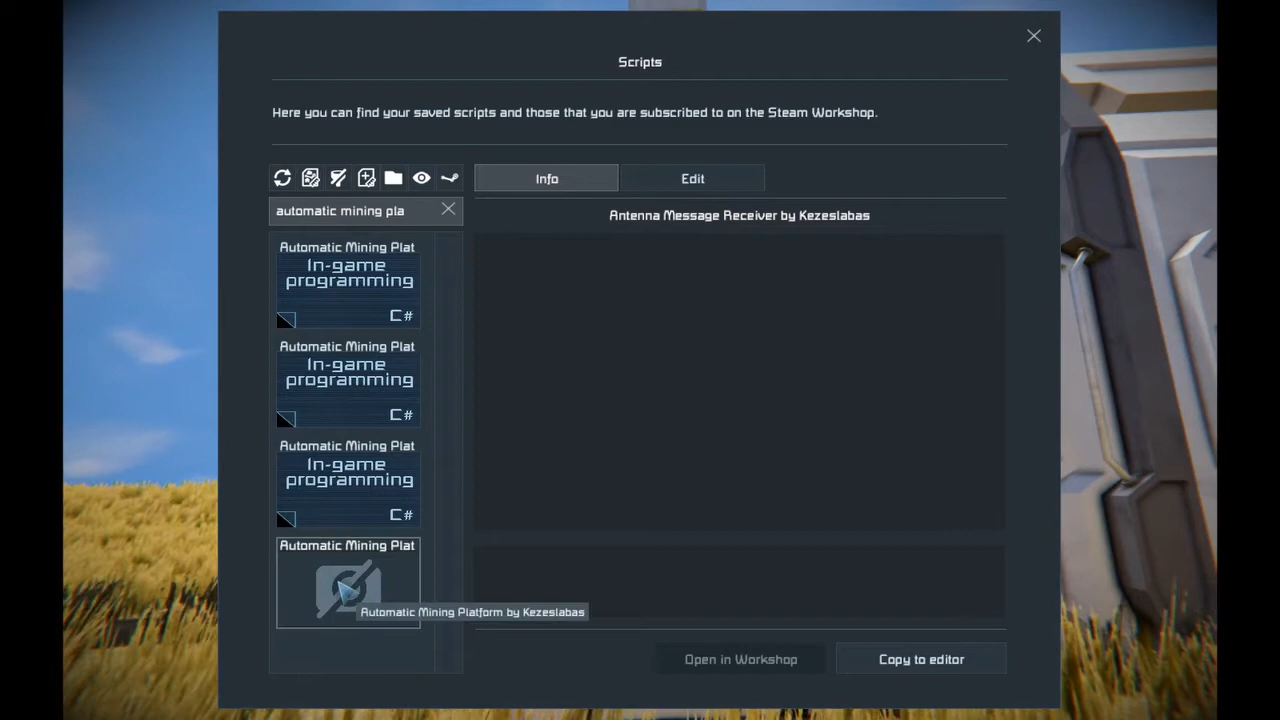 Scripts
Here you can find your saved scripts and those that you are subscribed to on the Steam Workshop.
Info
Edit
automatic mining pla
Antenna Message Receiver by Kezeslabas
Automatic Mining Plat
In-game
programming
C#
Automatic Mining Plat
In-game
programming
C#
Automatic Mining Plat
In-game
programming
C#
Automatic Mining Plat
Automatic Mining Platform by Kezeslabas
Open in Workshop
Copy to editor